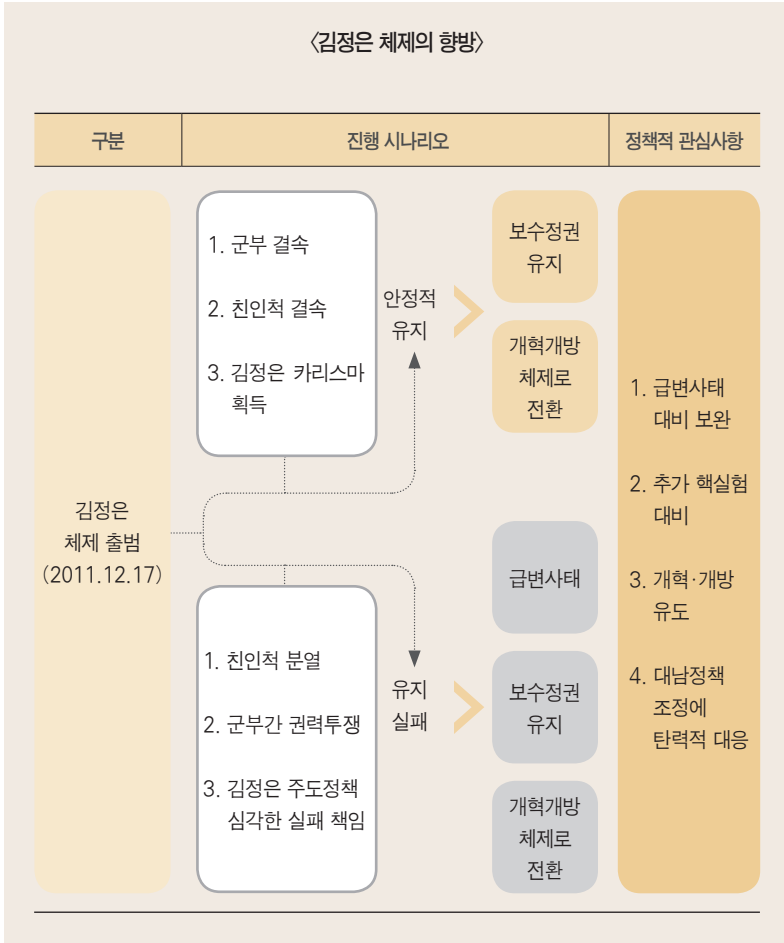 〈김정은 체제의 향방〉
구분
진행 시나리오
정책적 관심사항
김정은
체제 출범
(2011.12.17)
1. 군부 결속
2. 친인척 결속
3. 김정은 카리스마
획득
안정적
유지
보수정권
유지
개혁개방
체제로
전환
1. 친인척 분열
2. 군부간 권력투쟁
3. 김정은 주도정책
심각한 실패 책임
유지
실패
급변사태
보수정권
유지
개혁개방
체제로
전환
1. 급변사태
대비 보완
2. 추가 핵실험
대비
3. 개혁·개방
유도
4. 대남정책
조정에
탄력적 대응